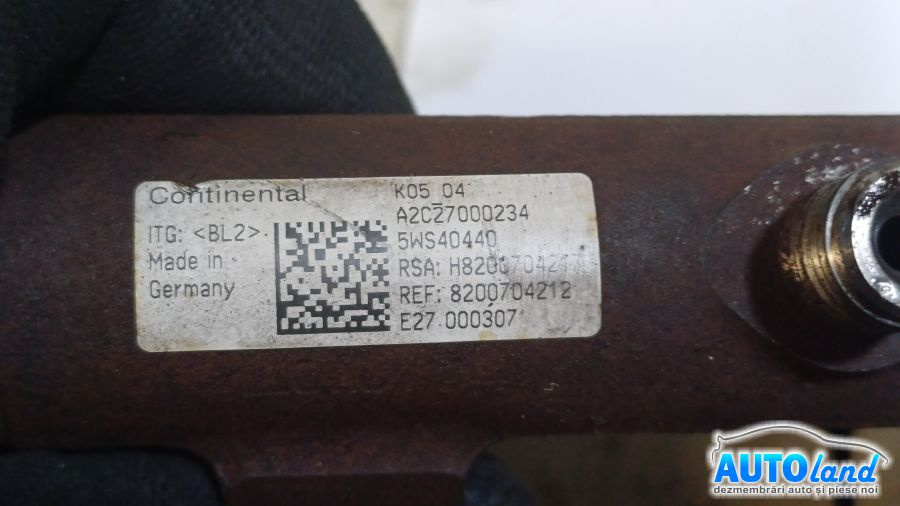 Continental
ITG: <BL2>
Made in
Germany
K05 04
A2C27000234
5WS40440
RSA:
REF: 8200704212
E27 000307
AUTOland
dezmembrări auto și piese noi